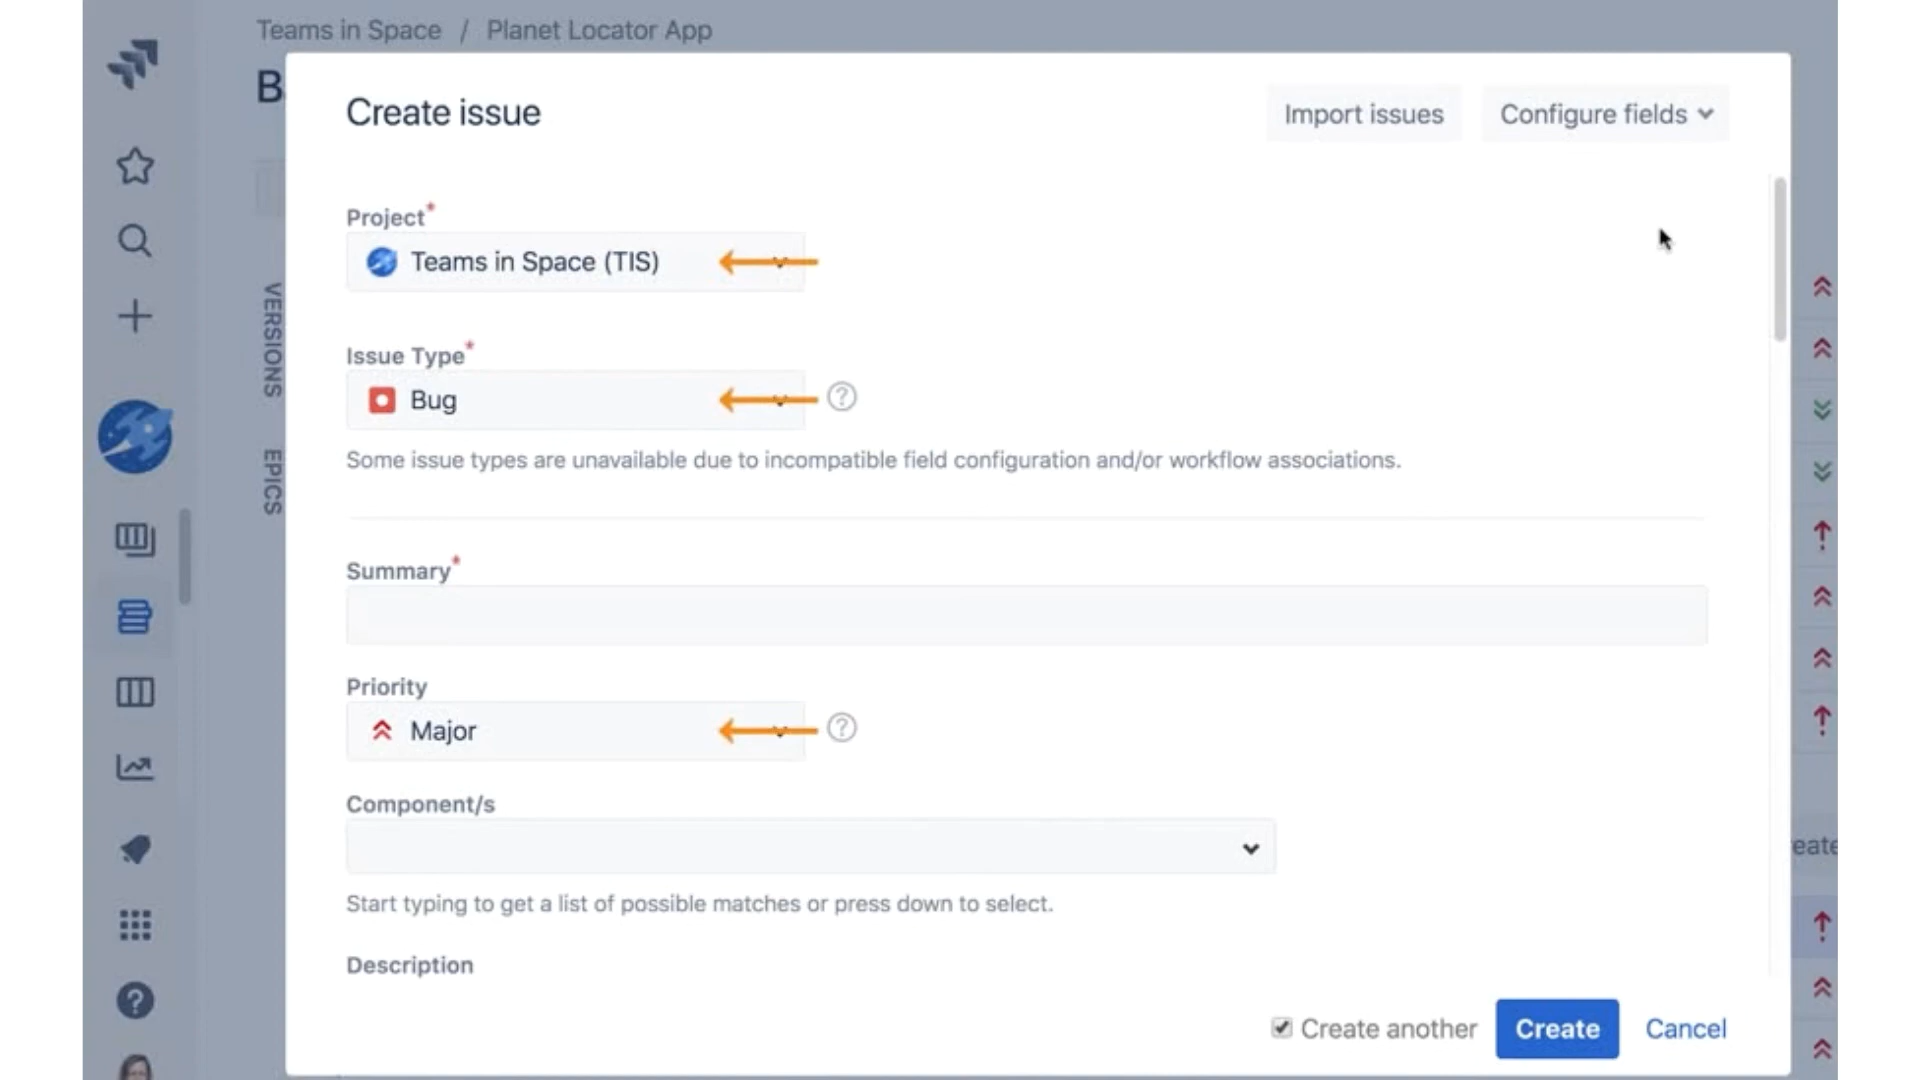 Teams in Space / Planet Locator App
B
Create issue
Import issues
Configure fields
Project*
Teams in Space (TIS)
VERSIONS
Issue Type*
Bug
Some issue types are unavailable due to incompatible field configuration and/or workflow associations.
EPICS
Summary*
Priority
Major
Component/s
eate
Start typing to get a list of possible matches or press down to select.
Description
Create another
Create
Cancel